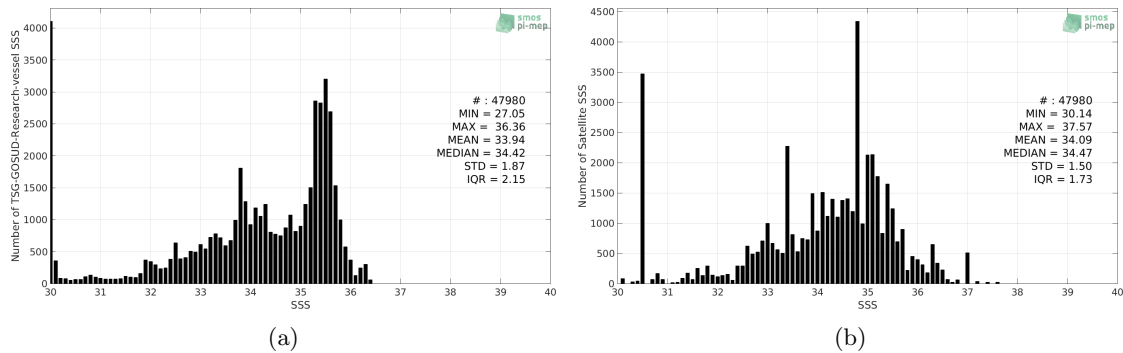 Number of TSG-GOSUD-Research-vessel SSS
4000
3500
3000
2500
2000
1500
1000
500
0
smos
pi-mep
# : 47980
MIN = 27.05
MAX = 36.36
MEAN = 33.94
MEDIAN = 34.42
STD = 1.87
IQR = 2.15
30 31 32 33 34 35 36 37 38 39 40
SSS
(a)
Number of Satellite SSS
4500
4000
3500
3000
2500
2000
1500
1000
500
0
smos
pi-mep
# : 47980
MIN = 30.14
MAX = 37.57
MEAN = 34.09
MEDIAN = 34.47
STD = 1.50
IQR = 1.73
30 31 32 33 34 35 36 37 38 39 40
SSS
(b)